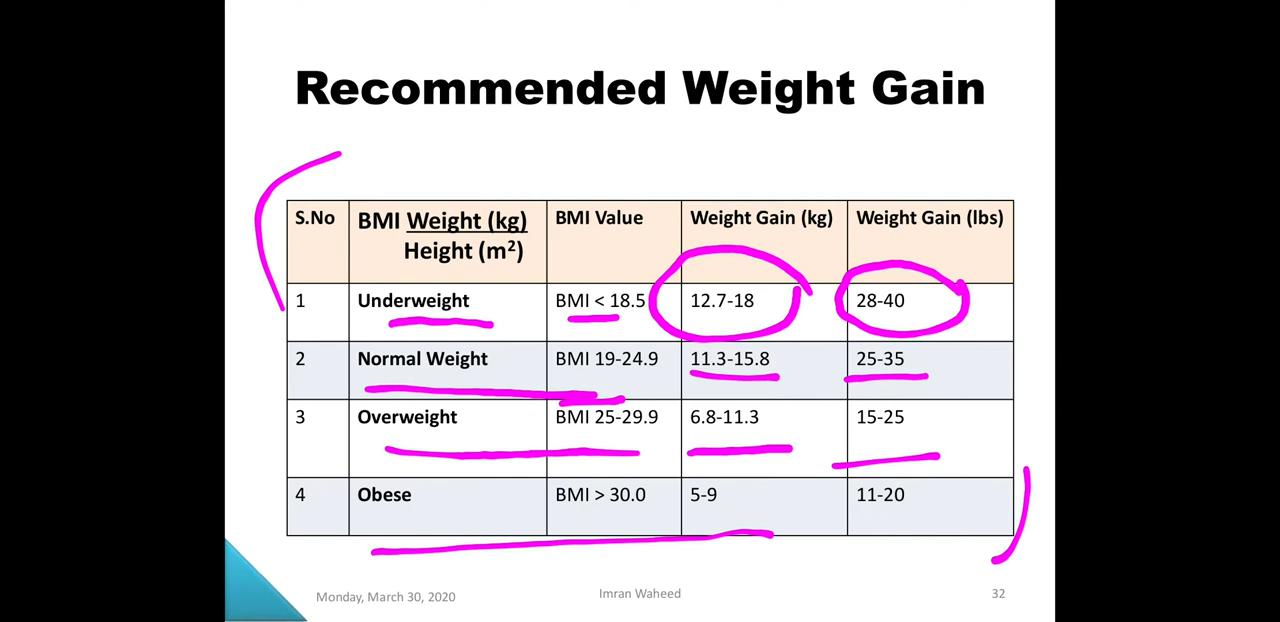 Recommended Weight Gain
S.No BMI Weight (kg) BMI Value Weight Gain (kg) Weight Gain (lbs)
Height (m²)
1 Underweight BMI < 18.5 12.7-18 28-40
2 Normal Weight BMI 19-24.9 11.3-15.8 25-35
3 Overweight BMI 25-29.9 6.8-11.3 15-25
4 Obese BMI > 30.0 5-9 11-20
Monday, March 30, 2020 Imran Waheed 32